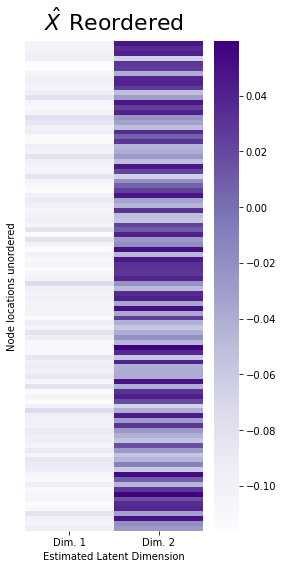 X̂ Reordered
Node locations unordered
0.04
0.02
0.00
−0.02
−0.04
−0.06
−0.08
−0.10
Dim. 1 Dim. 2
Estimated Latent Dimension